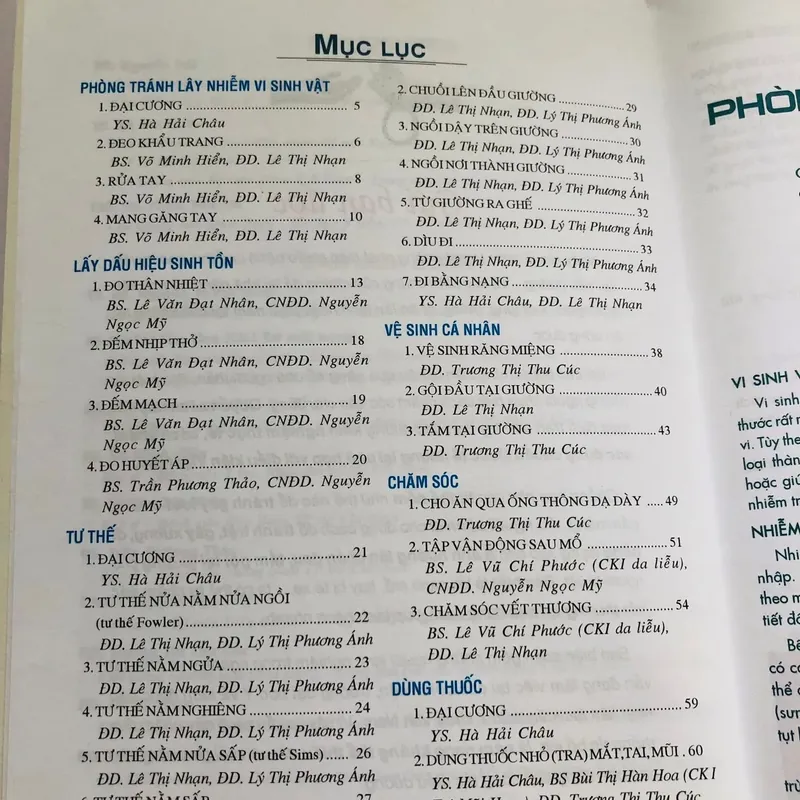 MỤC LỤC
PHÒNG TRÁNH LÂY NHIỄM VI SINH VẬT
1. ĐẠI CƯƠNG 5
YS. Hà Hải Châu
2. ĐEO KHẨU TRANG 6
BS. Võ Minh Hiển, ĐD. Lê Thị Nhạn
3. RỬA TAY 8
BS. Võ Minh Hiển, ĐD. Lê Thị Nhạn
4. MANG GĂNG TAY 10
BS. Võ Minh Hiển, ĐD. Lê Thị Nhạn
LẤY DẤU HIỆU SINH TỒN
1. ĐO THÂN NHIỆT 13
BS. Lê Văn Đạt Nhân, CNĐD. Nguyễn
Ngọc Mỹ
2. ĐẾM NHỊP THỞ 18
BS. Lê Văn Đạt Nhân, CNĐD. Nguyễn
Ngọc Mỹ
3. ĐẾM MẠCH 19
BS. Lê Văn Đạt Nhân, CNĐD. Nguyễn
Ngọc Mỹ
4. ĐO HUYẾT ÁP 20
BS. Trần Phương Thảo, CNĐD. Nguyễn
Ngọc Mỹ
TƯ THẾ
1. ĐẠI CƯƠNG 21
YS. Hà Hải Châu
2. TƯ THẾ NỬA NẰM NỬA NGỒI
(tư thế Fowler) 22
ĐD. Lê Thị Nhạn, ĐD. Lý Thị Phương Ánh
3. TƯ THẾ NẰM NGỬA 23
ĐD. Lê Thị Nhạn, ĐD. Lý Thị Phương Ánh
4. TƯ THẾ NẰM NGHIÊNG 24
ĐD. Lê Thị Nhạn, ĐD. Lý Thị Phương Ánh
5. TƯ THẾ NẰM NỬA SẤP (tư thế Sims) 26
ĐD. Lê Thị Nhạn, ĐD. Lý Thị Phương Ánh
6. TƯ THẾ NẰM SẤP 27
2. CHUỒI LÊN ĐẦU GIƯỜNG 29
ĐD. Lê Thị Nhạn, ĐD. Lý Thị Phương Ánh
3. NGỒI DẬY TRÊN GIƯỜNG 30
ĐD. Lê Thị Nhạn, ĐD. Lý Thị Phương Ánh
4. NGỒI NƠI THÀNH GIƯỜNG 31
ĐD. Lê Thị Nhạn, ĐD. Lý Thị Phương Ánh
5. TỪ GIƯỜNG RA GHẾ 32
ĐD. Lê Thị Nhạn, ĐD. Lý Thị Phương Ánh
6. DÌU ĐI 33
ĐD. Lê Thị Nhạn, ĐD. Lý Thị Phương Ánh
7. ĐI BẰNG NẠNG 34
YS. Hà Hải Châu, ĐD. Lê Thị Nhạn
VỆ SINH CÁ NHÂN
1. VỆ SINH RĂNG MIỆNG 38
ĐD. Trương Thị Thu Cúc
2. GỘI ĐẦU TẠI GIƯỜNG 40
ĐD. Lê Thị Nhạn
3. TẮM TẠI GIƯỜNG 43
ĐD. Trương Thị Thu Cúc
CHĂM SÓC
1. CHO ĂN QUA ỐNG THÔNG DẠ DÀY 49
ĐD. Trương Thị Thu Cúc
2. TẬP VẬN ĐỘNG SAU MỔ 51
BS. Lê Vũ Chí Phước (CKI da liễu),
CNĐD. Nguyễn Ngọc Mỹ
3. CHĂM SÓC VẾT THƯƠNG 54
BS. Lê Vũ Chí Phước (CKI da liễu),
ĐD. Lê Thị Nhạn
DÙNG THUỐC
1. ĐẠI CƯƠNG 59
YS. Hà Hải Châu
2. DÙNG THUỐC NHỎ (TRA) MẮT, TAI, MŨI . 60
YS. Hà Hải Châu, BS Bùi Thị Hàn Hoa (CK1
ĐD. Trương Thị Thu Cúc
PHÒN
VI SINH V
Vi sinh
thước rất n
vi. Tùy the
loại thàn
hoặc giú
nhiễm tr
NHIỄM
Nhi
nhập.
theo m
tiết đố
Bê
có c
thể
(sưn
tụt
trù